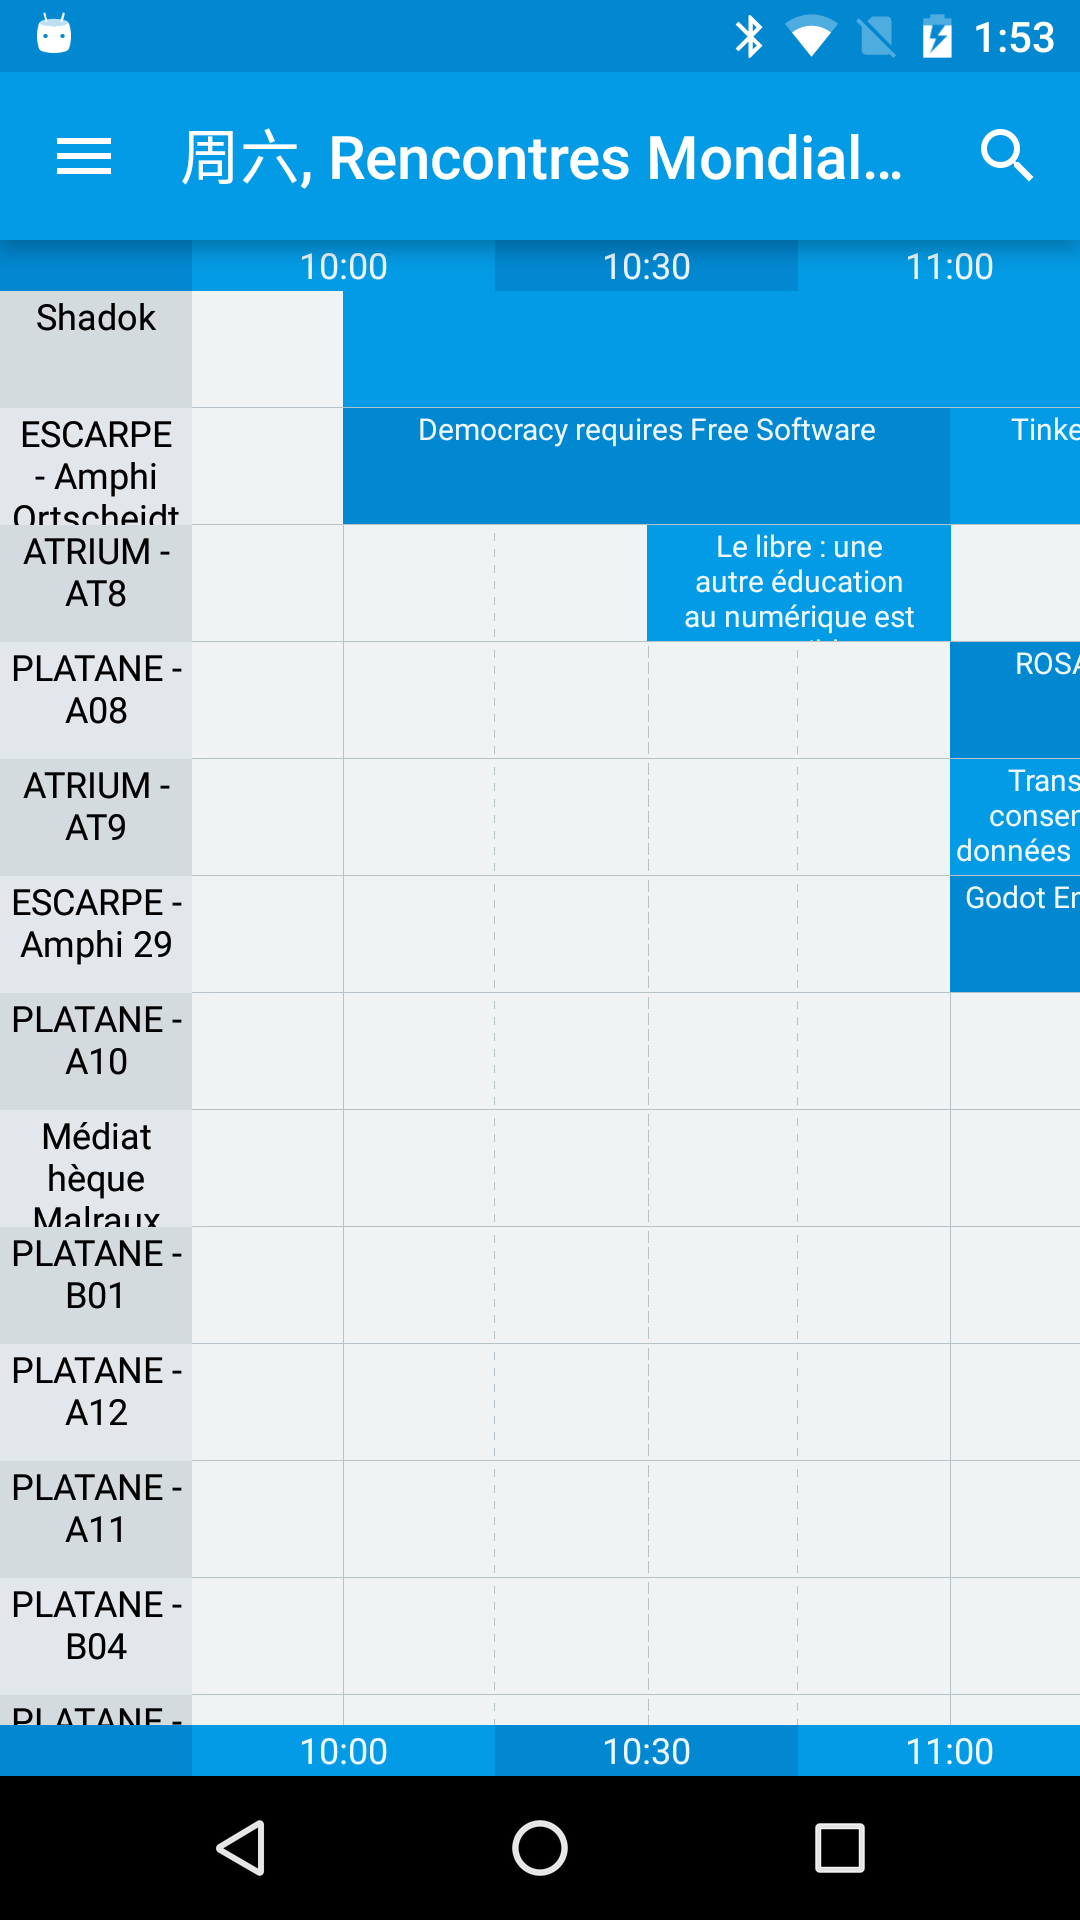 1:53
周六, Rencontres Mondial…
10:00 10:30 11:00
Shadok
ESCARPE
- Amphi
Ortscheidt
Democracy requires Free Software
Tinke
ATRIUM -
AT8
Le libre : une
autre éducation
au numérique est
PLATANE -
A08
ROSA
ATRIUM -
AT9
Trans
conser
données
ESCARPE -
Amphi 29
Godot En
PLATANE -
A10
Médiat
hèque
Malraux
PLATANE -
B01
PLATANE -
A12
PLATANE -
A11
PLATANE -
B04
PLATANE -
10:00 10:30 11:00